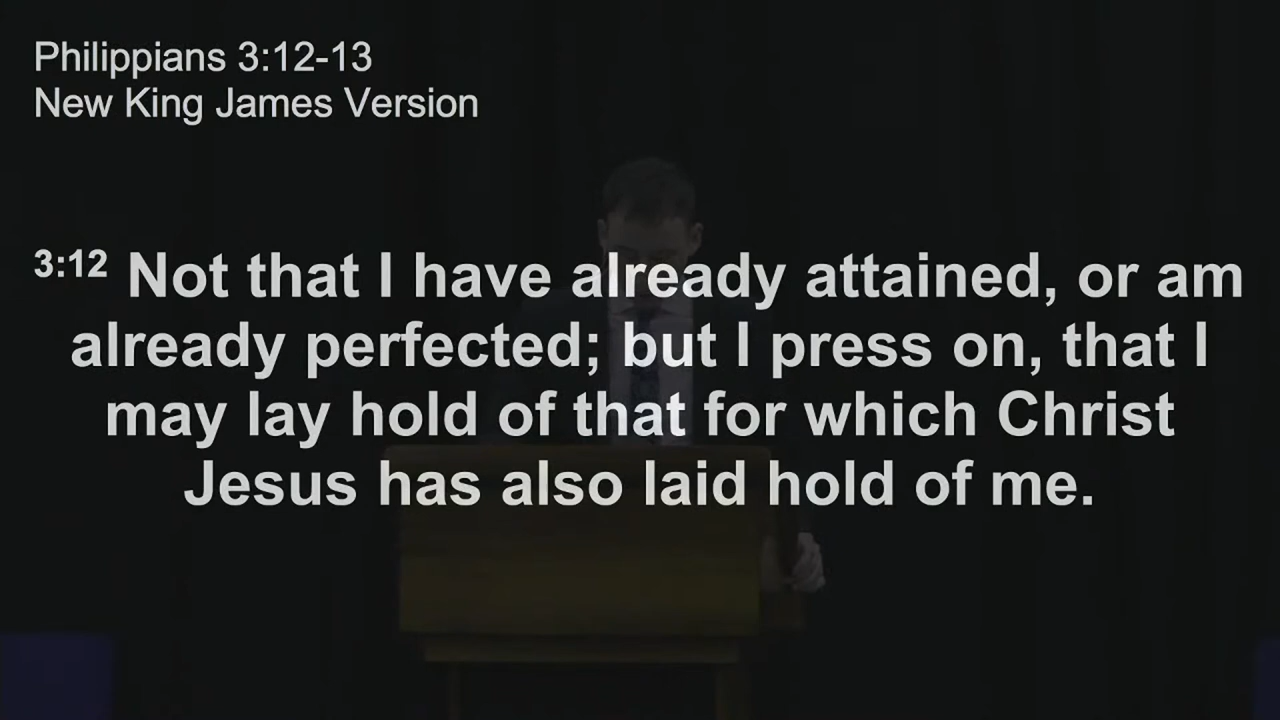 Philippians 3:12-13
New King James Version
3:12 Not that I have already attained, or am
already perfected; but I press on, that I
may lay hold of that for which Christ
Jesus has also laid hold of me.